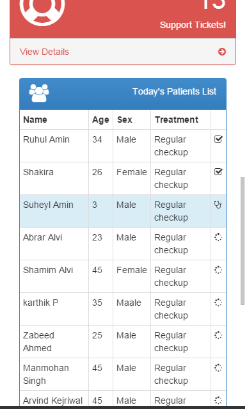 13
Support Tickets!
View Details
Today's Patients List
Name Age Sex Treatment
Ruhul Amin 34 Male Regular
checkup
Shakira 26 Female Regular
checkup
Suheyl Amin 3 Male Regular
checkup
Abrar Alvi 23 Male Regular
checkup
Shamim Alvi 45 Female Regular
checkup
karthik P 35 Maale Regular
checkup
Zabeed 25 Male Regular
Ahmed checkup
Manmohan 45 Male Regular
Singh checkup
Arvind Kejriwal 45 Male Regular